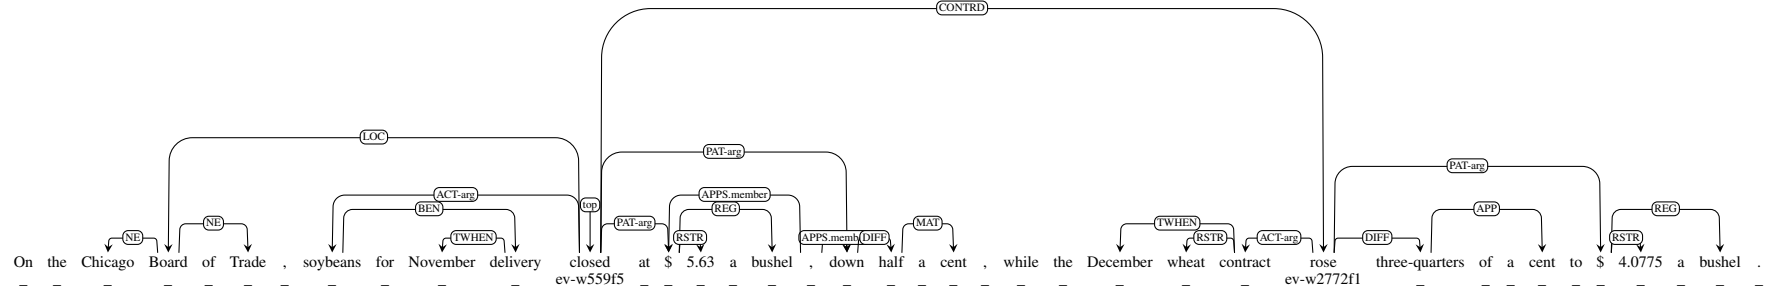 CONTRD
LOC
PAT-arg
PAT-arg
ACT-arg
APPS.member
top
BEN
REG
APP
REG
NE
NE
PAT-arg
MAT
TWHEN
TWHEN
RSTR
DIFF
RSTR
ACT-arg
DIFF
RSTR
On the Chicago Board of Trade , soybeans for November delivery closed at $ 5.63 a bushel , down half a cent , while the December wheat contract rose three-quarters of a cent to $ 4.0775 a bushel .
_ _ _ _ _ _ _ _ _ _ _ ev-w559f5 _ _ _ _ _ _ _ _ _ _ _ _ _ _ _ _ ev-w2772f1 _ _ _ _ _ _ _ _ _ _